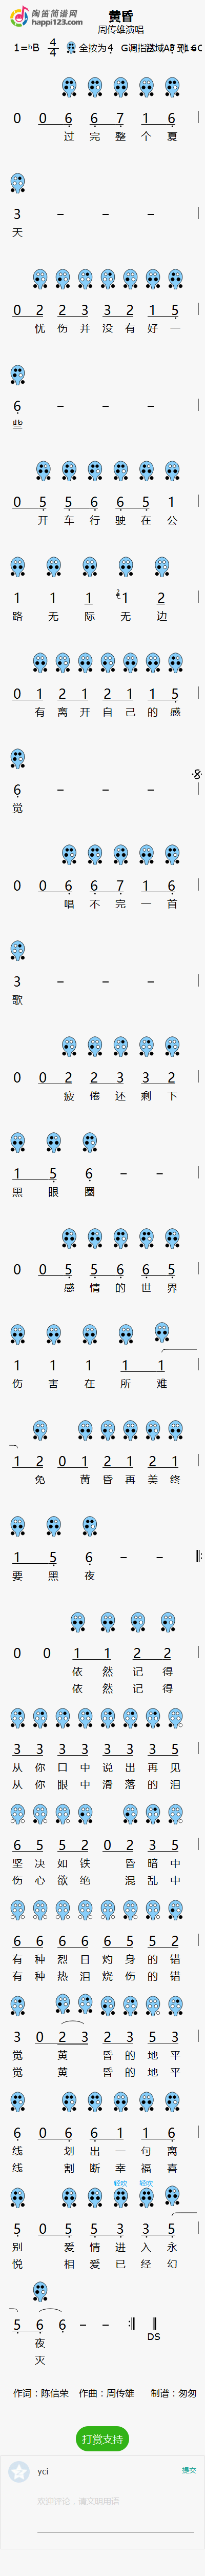 陶笛简谱网
happi123.com
黄昏
周传雄演唱
1=♭B 4/4 全按为
0 0 6 6 7 1 6
过 完 整 个 夏
3 – – –
天
0 2 2 3 3 2 1 5
忧 伤 并 没 有 好 一
6 – – –
些
0 5 5 6 6 5 1
开 车 行 驶 在 公
1 1 1 1 2
路 无 际 无 边
0 1 2 1 2 1 1 5
有 离 开 自 己 的 感
6 – – –
觉
0 0 6 6 7 1 6
唱 不 完 一 首
3 – – –
歌
0 0 2 2 3 3 2
疲 倦 还 剩 下
1 5 6 – –
黑 眼 圈
0 0 5 5 6 6 5
感 情 的 世 界
1 1 1 1 1
伤 害 在 所 难
1 2 0 1 2 1 2 1
免 黄 昏 再 美 终
1 5 6 – –
要 黑 夜
0 0 1 1 2 2
依 然 记 得
依 然 记 得
3 3 3 3 3 3 3 5
从 你 口 中 说 出 再 见
从 你 眼 中 滑 落 的 泪
6 5 5 2 0 2 3 5
坚 决 如 铁 昏 暗 中
伤 心 欲 绝 混 乱 中
6 6 6 6 6 5 5 2
有 种 烈 日 灼 身 的 错
有 种 热 泪 烧 伤 的 错
3 0 2 3 2 3 5 3
觉 黄 昏 的 地 平
觉 黄 昏 的 地 平
6 0 6 6 1 1 6
线 划 出 一 句 离
线 割 断 幸 福 喜
轻吹 轻吹
5 0 5 5 3 3 5
别 爱 情 进 入 永
悦 相 爱 已 经 幻
5 6 6 – –
DS
夜
灭
作词：陈信荣 作曲：周传雄 制谱：匆匆
打赏支持
yci 提交
欢迎评论，请文明用语